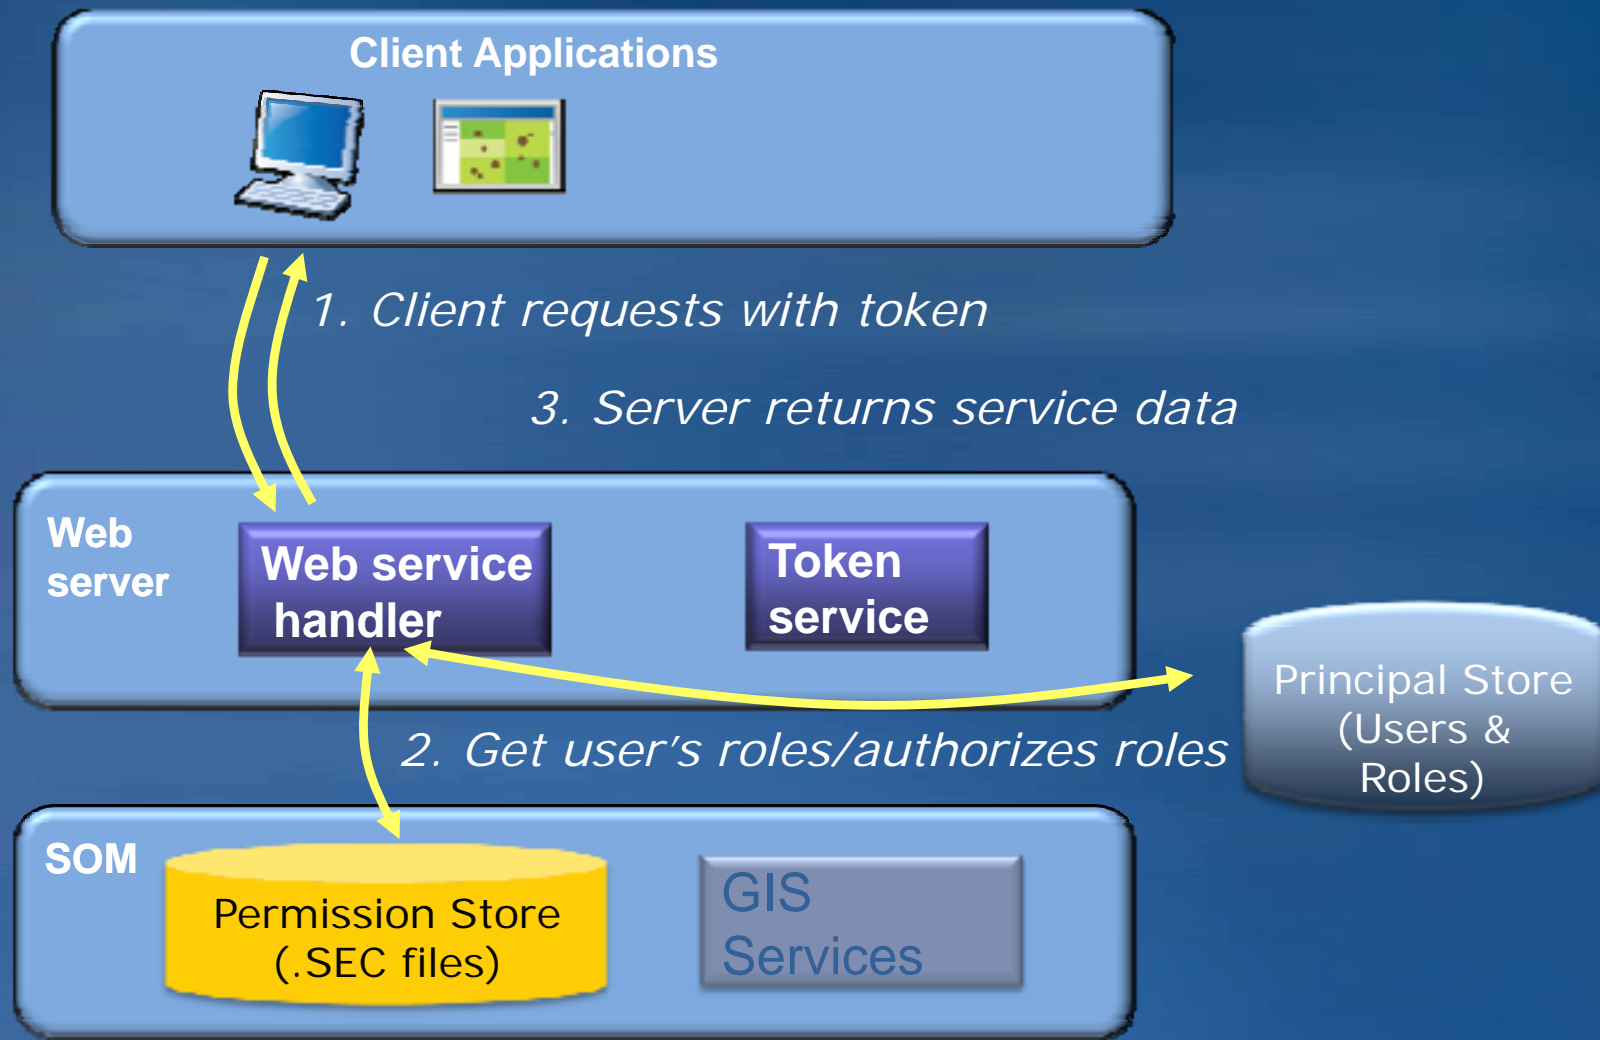 Client Applications
1. Client requests with token
3. Server returns service data
Web
server
Web service
handler
Token
service
Principal Store
(Users &
Roles)
2. Get user's roles/authorizes roles
SOM
Permission Store
(.SEC files)
GIS
Services